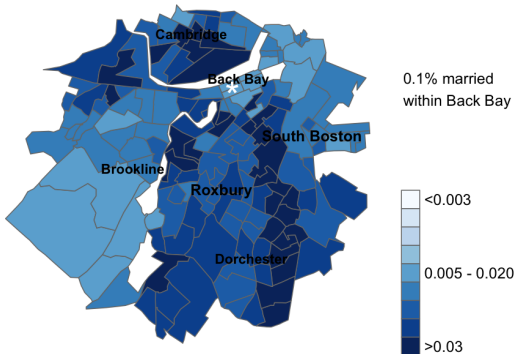 Cambridge
Back Bay
*
South Boston
Brookline
Roxbury
Dorchester
0.1% married
within Back Bay
<0.003
0.005 - 0.020
>0.03